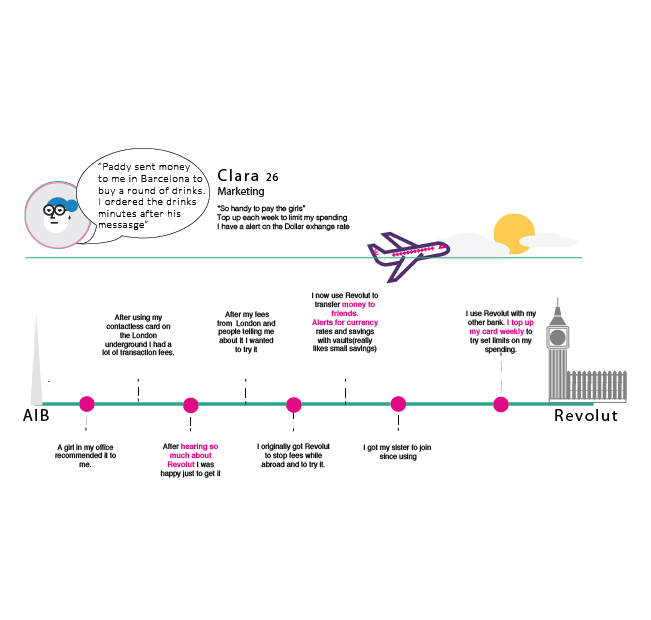 "Paddy sent money
to me in Barcelona to
buy a round of drinks.
I ordered the drinks
minutes after his
messasge"
Clara 26
Marketing
"So handy to pay the girls"
Top up each week to limit my spending
I have a alert on the Dollar exhange rate
After using my
contactless card on
the London
underground I had a
lot of transaction fees.
After my fees
from London and
people telling me
about it I wanted
to try it
I now use Revolut to
transfer money to
friends.
Alerts for currency
rates and savings
with vaults(really
likes small savings)
I use Revolut with my
other bank. I top up
my card weekly to
try set limits on my
spending.
AIB
Revolut
A girl in my office
recommended it to
me.
After hearing so
much about
Revolut I was
happy just to get it
I originally got Revolut
to stop fees while
abroad and to try it.
I got my sister to join
since using